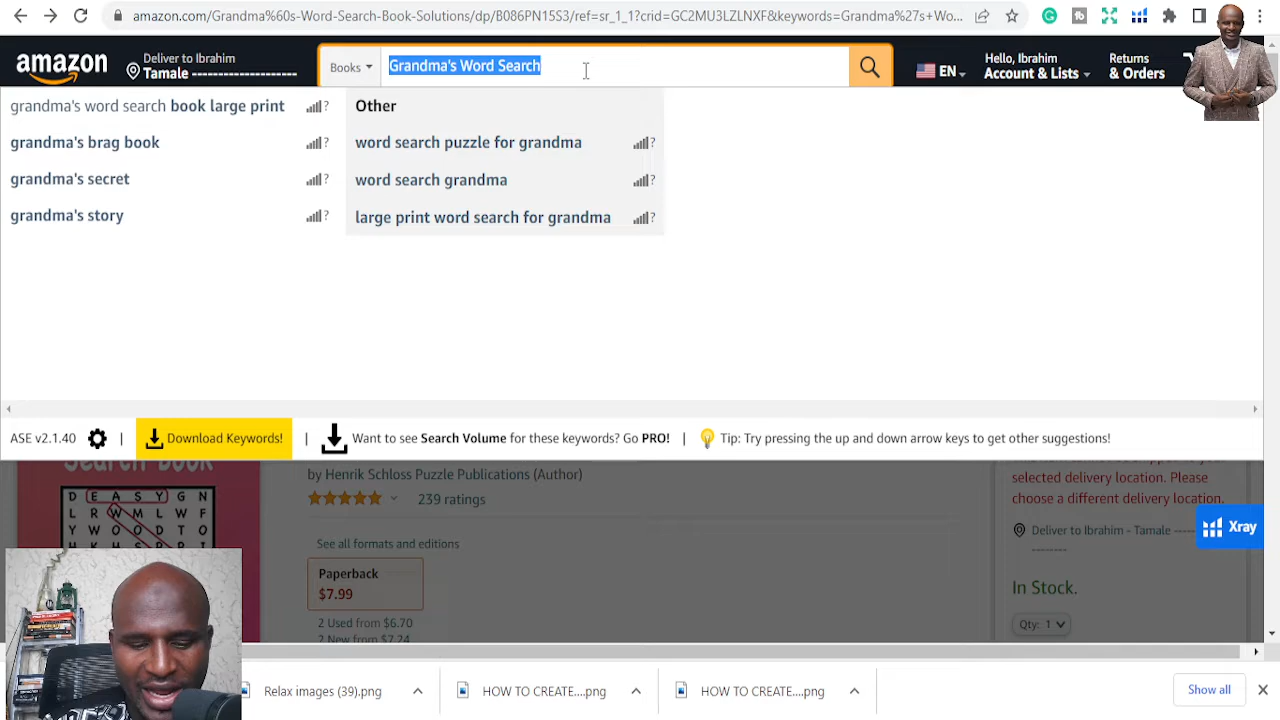 amazon.com/Grandma%60s-Word-Search-Book-Solutions/dp/B086PN15S3/ref=sr_1_1?crid=GC2MU3LZLNXF&keywords=Grandma%27s+Wo...
amazon
Deliver to Ibrahim
Tamale -----------------
Books
Grandma's Word Search
EN
Hello, Ibrahim
Account & Lists
Returns
& Orders
grandma's word search book large print
?
grandma's brag book
?
grandma's secret
?
grandma's story
?
Other
word search puzzle for grandma
?
word search grandma
?
large print word search for grandma
?
ASE v2.1.40
|
Download Keywords!
|
Want to see Search Volume for these keywords? Go PRO!
|
Tip: Try pressing the up and down arrow keys to get other suggestions!
Search Book
D E A S Y G N
L R W M L W F
Y W O O D T O
by Henrik Schloss Puzzle Publications (Author)
239 ratings
See all formats and editions
Paperback
$7.99
2 Used from $6.70
2 New from $7.24
selected delivery location. Please
choose a different delivery location.
Deliver to Ibrahim - Tamale -----
--------
In Stock.
Qty: 1
Xray
Relax images (39).png
HOW TO CREATE....png
HOW TO CREATE....png
Show all